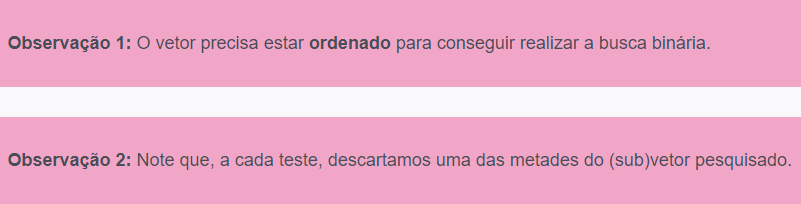 Observação 1: O vetor precisa estar ordenado para conseguir realizar a busca binária.
Observação 2: Note que, a cada teste, descartamos uma das metades do (sub)vetor pesquisado.